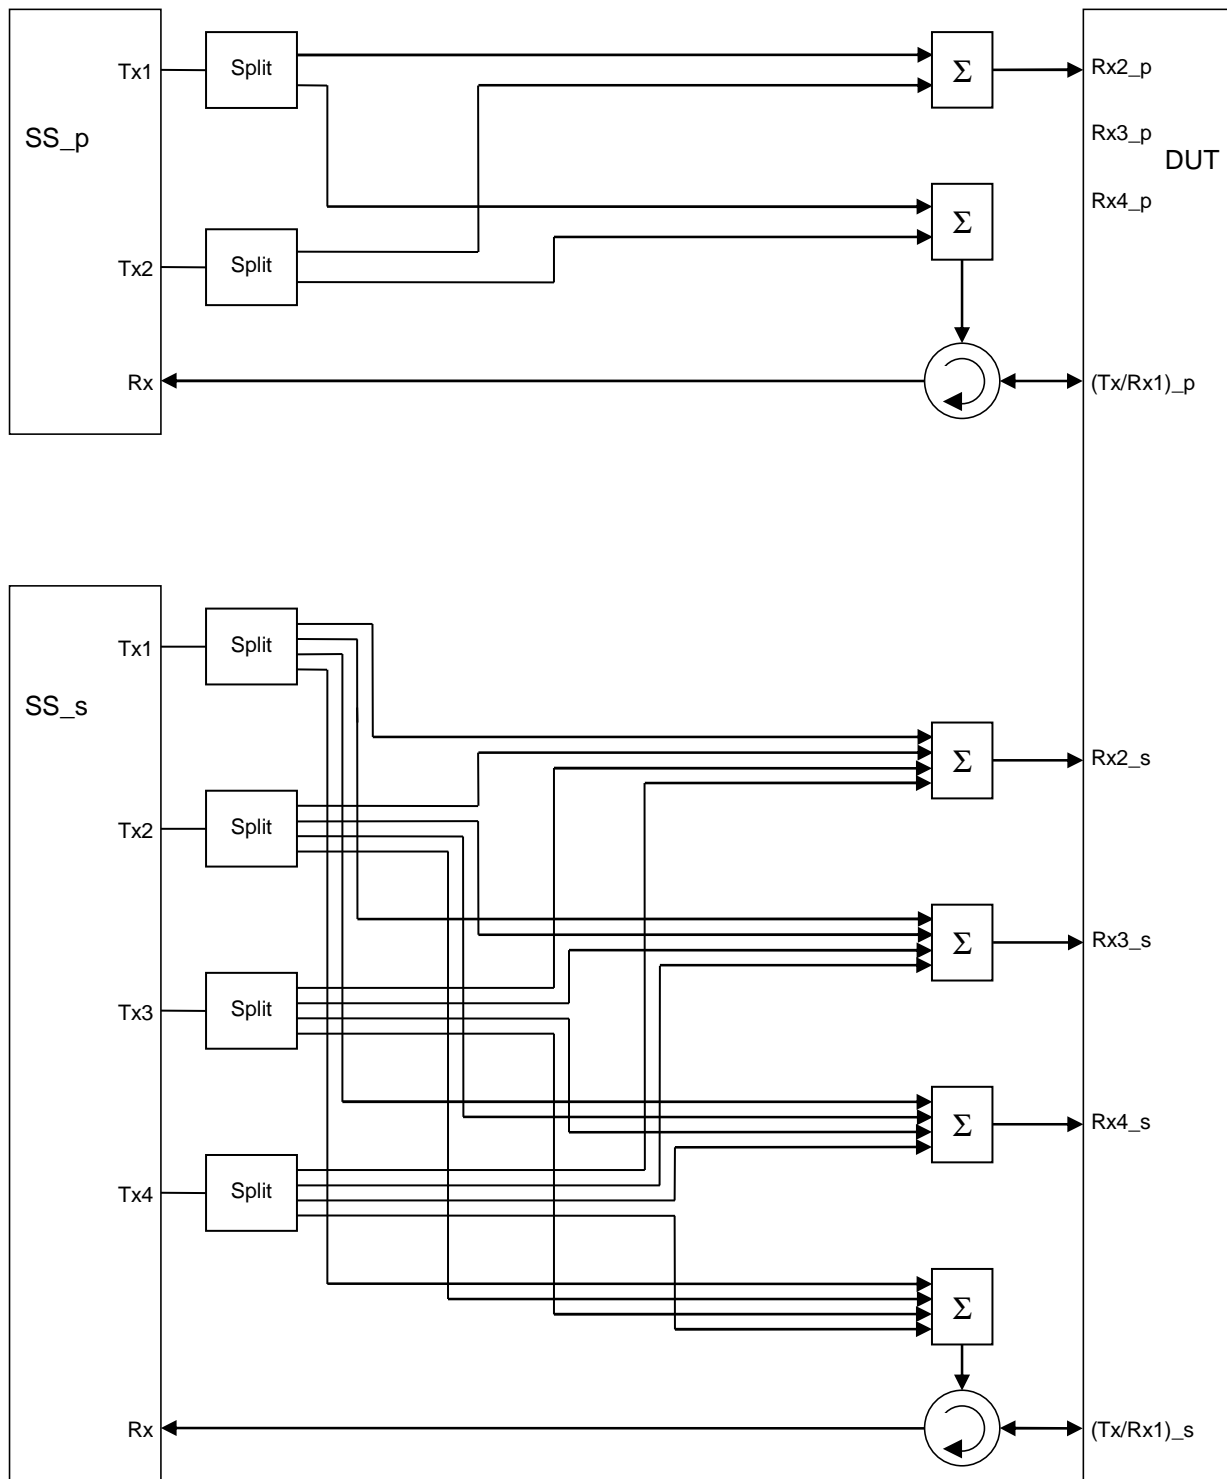 Tx1
Split
Σ
Rx2_p
SS_p
Rx3_p
DUT
Σ
Rx4_p
Tx2
Split
Rx
(Tx/Rx1)_p
Tx1
Split
SS_s
Σ
Rx2_s
Tx2
Split
Σ
Rx3_s
Tx3
Split
Σ
Rx4_s
Tx4
Split
Σ
Rx
(Tx/Rx1)_s